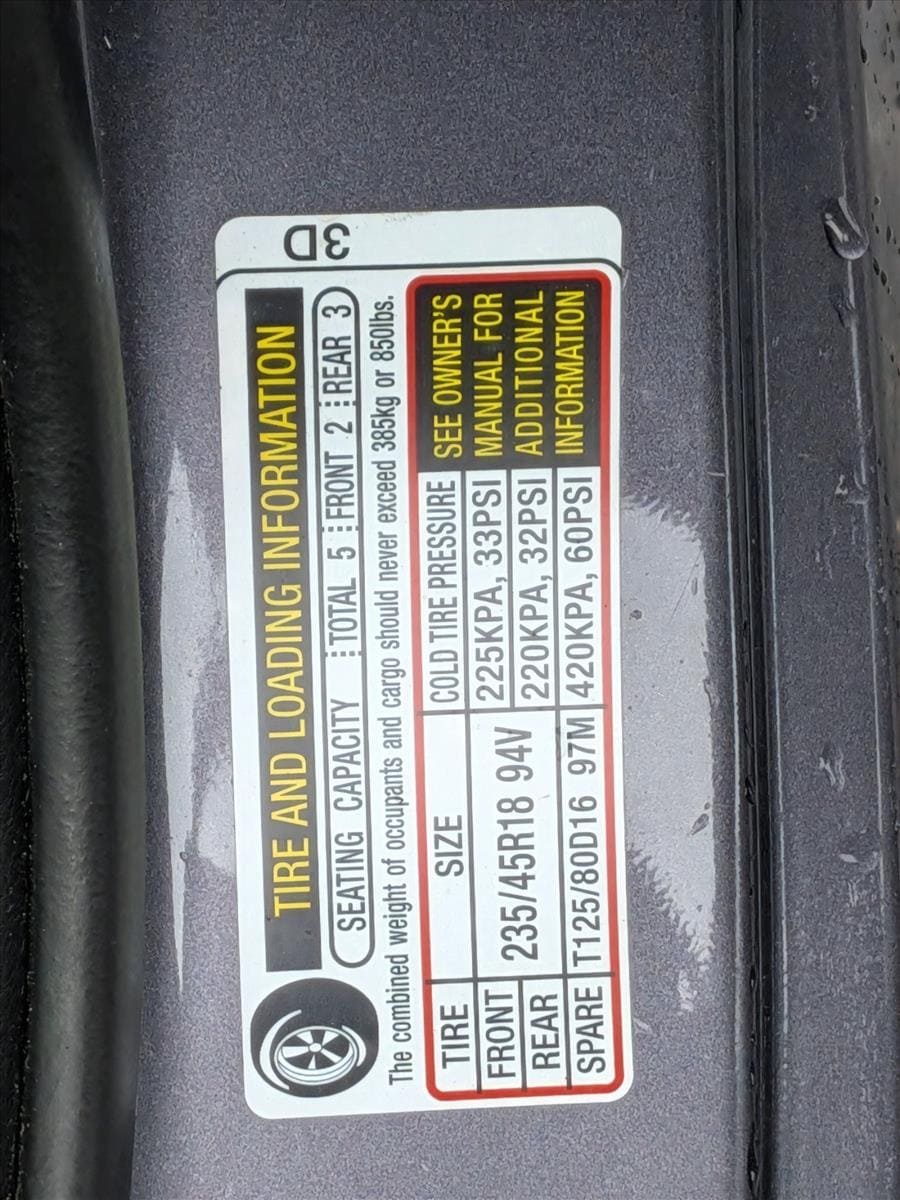 3D
TIRE AND LOADING INFORMATION
SEATING CAPACITY TOTAL 5 FRONT 2 REAR 3
The combined weight of occupants and cargo should never exceed 385kg or 850lbs.
TIRE SIZE COLD TIRE PRESSURE
FRONT 235/45R18 94V 225KPA, 33PSI
REAR 220KPA, 32PSI
SPARE T125/80D16 97M 420KPA, 60PSI
SEE OWNER'S
MANUAL FOR
ADDITIONAL
INFORMATION